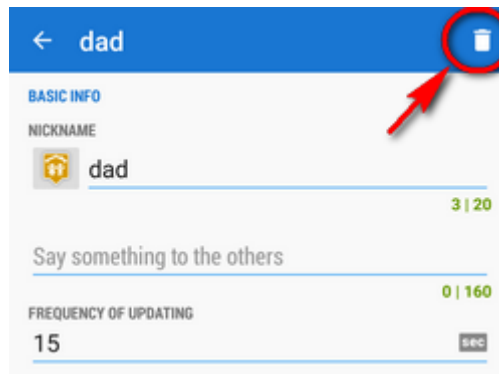 dad
BASIC INFO
NICKNAME
dad
3 | 20
Say something to the others
0 | 160
FREQUENCY OF UPDATING
15 sec